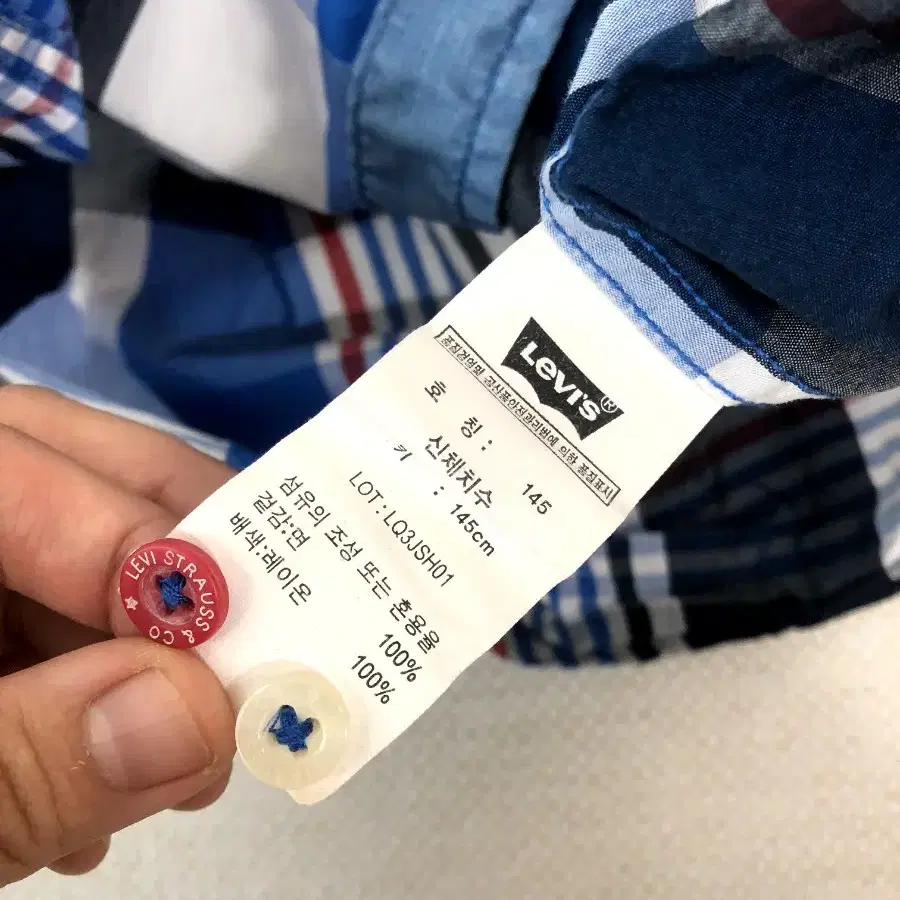 LEVI'S®
품질경영및 공산품안전관리법에 의한 품질표시
호 칭 : 145
신체치수
키 : 145cm
LOT : LQ3JSH01
섬유의 조성 또는 혼용율
겉감:면 100%
배색:레이온 100%
LEVI STRAUSS & CO